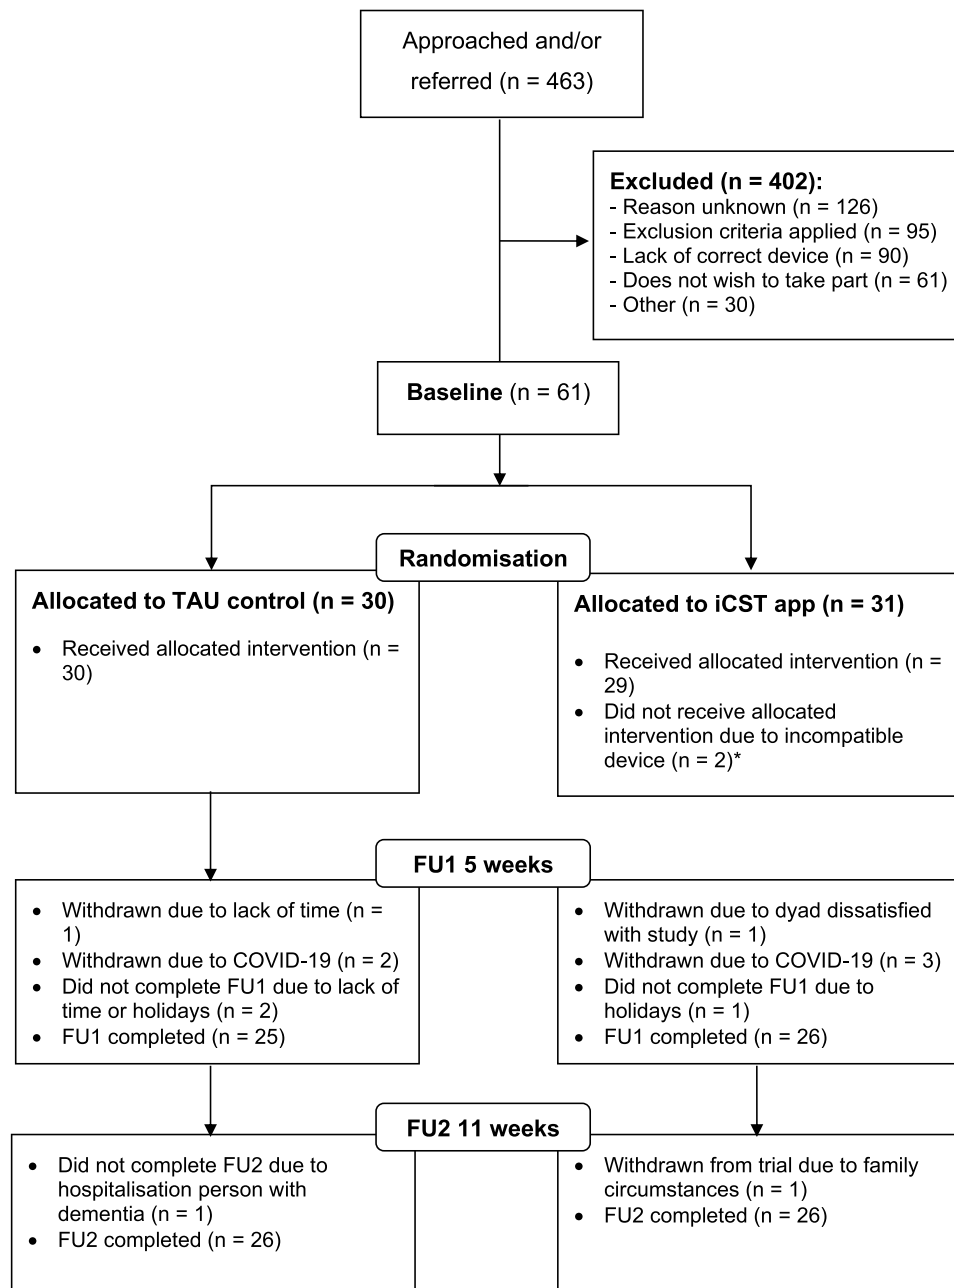 Approached and/or
referred (n = 463)
Excluded (n = 402):
- Reason unknown (n = 126)
- Exclusion criteria applied (n = 95)
- Lack of correct device (n = 90)
- Does not wish to take part (n = 61)
- Other (n = 30)
Baseline (n = 61)
Randomisation
Allocated to TAU control (n = 30)
• Received allocated intervention (n =
30)
Allocated to iCST app (n = 31)
• Received allocated intervention (n =
29)
• Did not receive allocated
intervention due to incompatible
device (n = 2)*
FU1 5 weeks
• Withdrawn due to lack of time (n =
1)
• Withdrawn due to COVID-19 (n = 2)
• Did not complete FU1 due to lack of
time or holidays (n = 2)
• FU1 completed (n = 25)
• Withdrawn due to dyad dissatisfied
with study (n = 1)
• Withdrawn due to COVID-19 (n = 3)
• Did not complete FU1 due to
holidays (n = 1)
• FU1 completed (n = 26)
FU2 11 weeks
• Did not complete FU2 due to
hospitalisation person with
dementia (n = 1)
• FU2 completed (n = 26)
• Withdrawn from trial due to family
circumstances (n = 1)
• FU2 completed (n = 26)